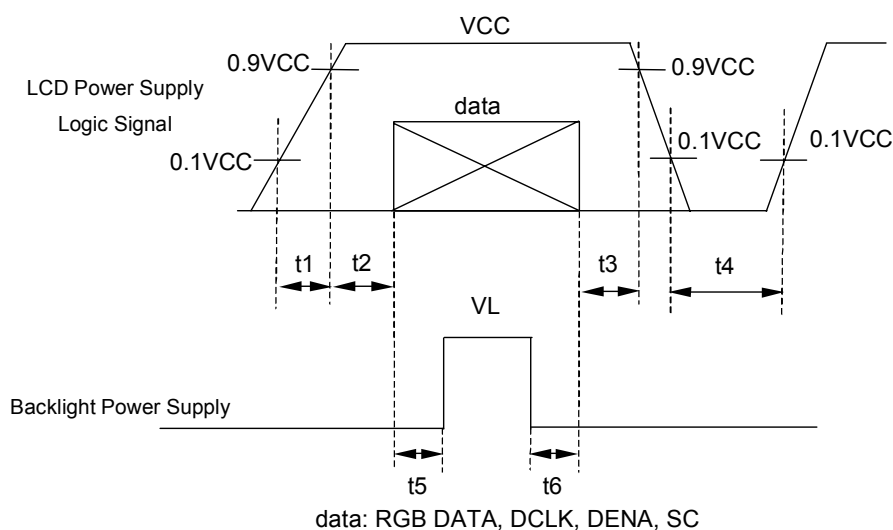 VCC
0.9VCC
0.9VCC
LCD Power Supply
Logic Signal
data
0.1VCC
0.1VCC
0.1VCC
t1
t2
t3
t4
VL
Backlight Power Supply
t5
t6
data: RGB DATA, DCLK, DENA, SC